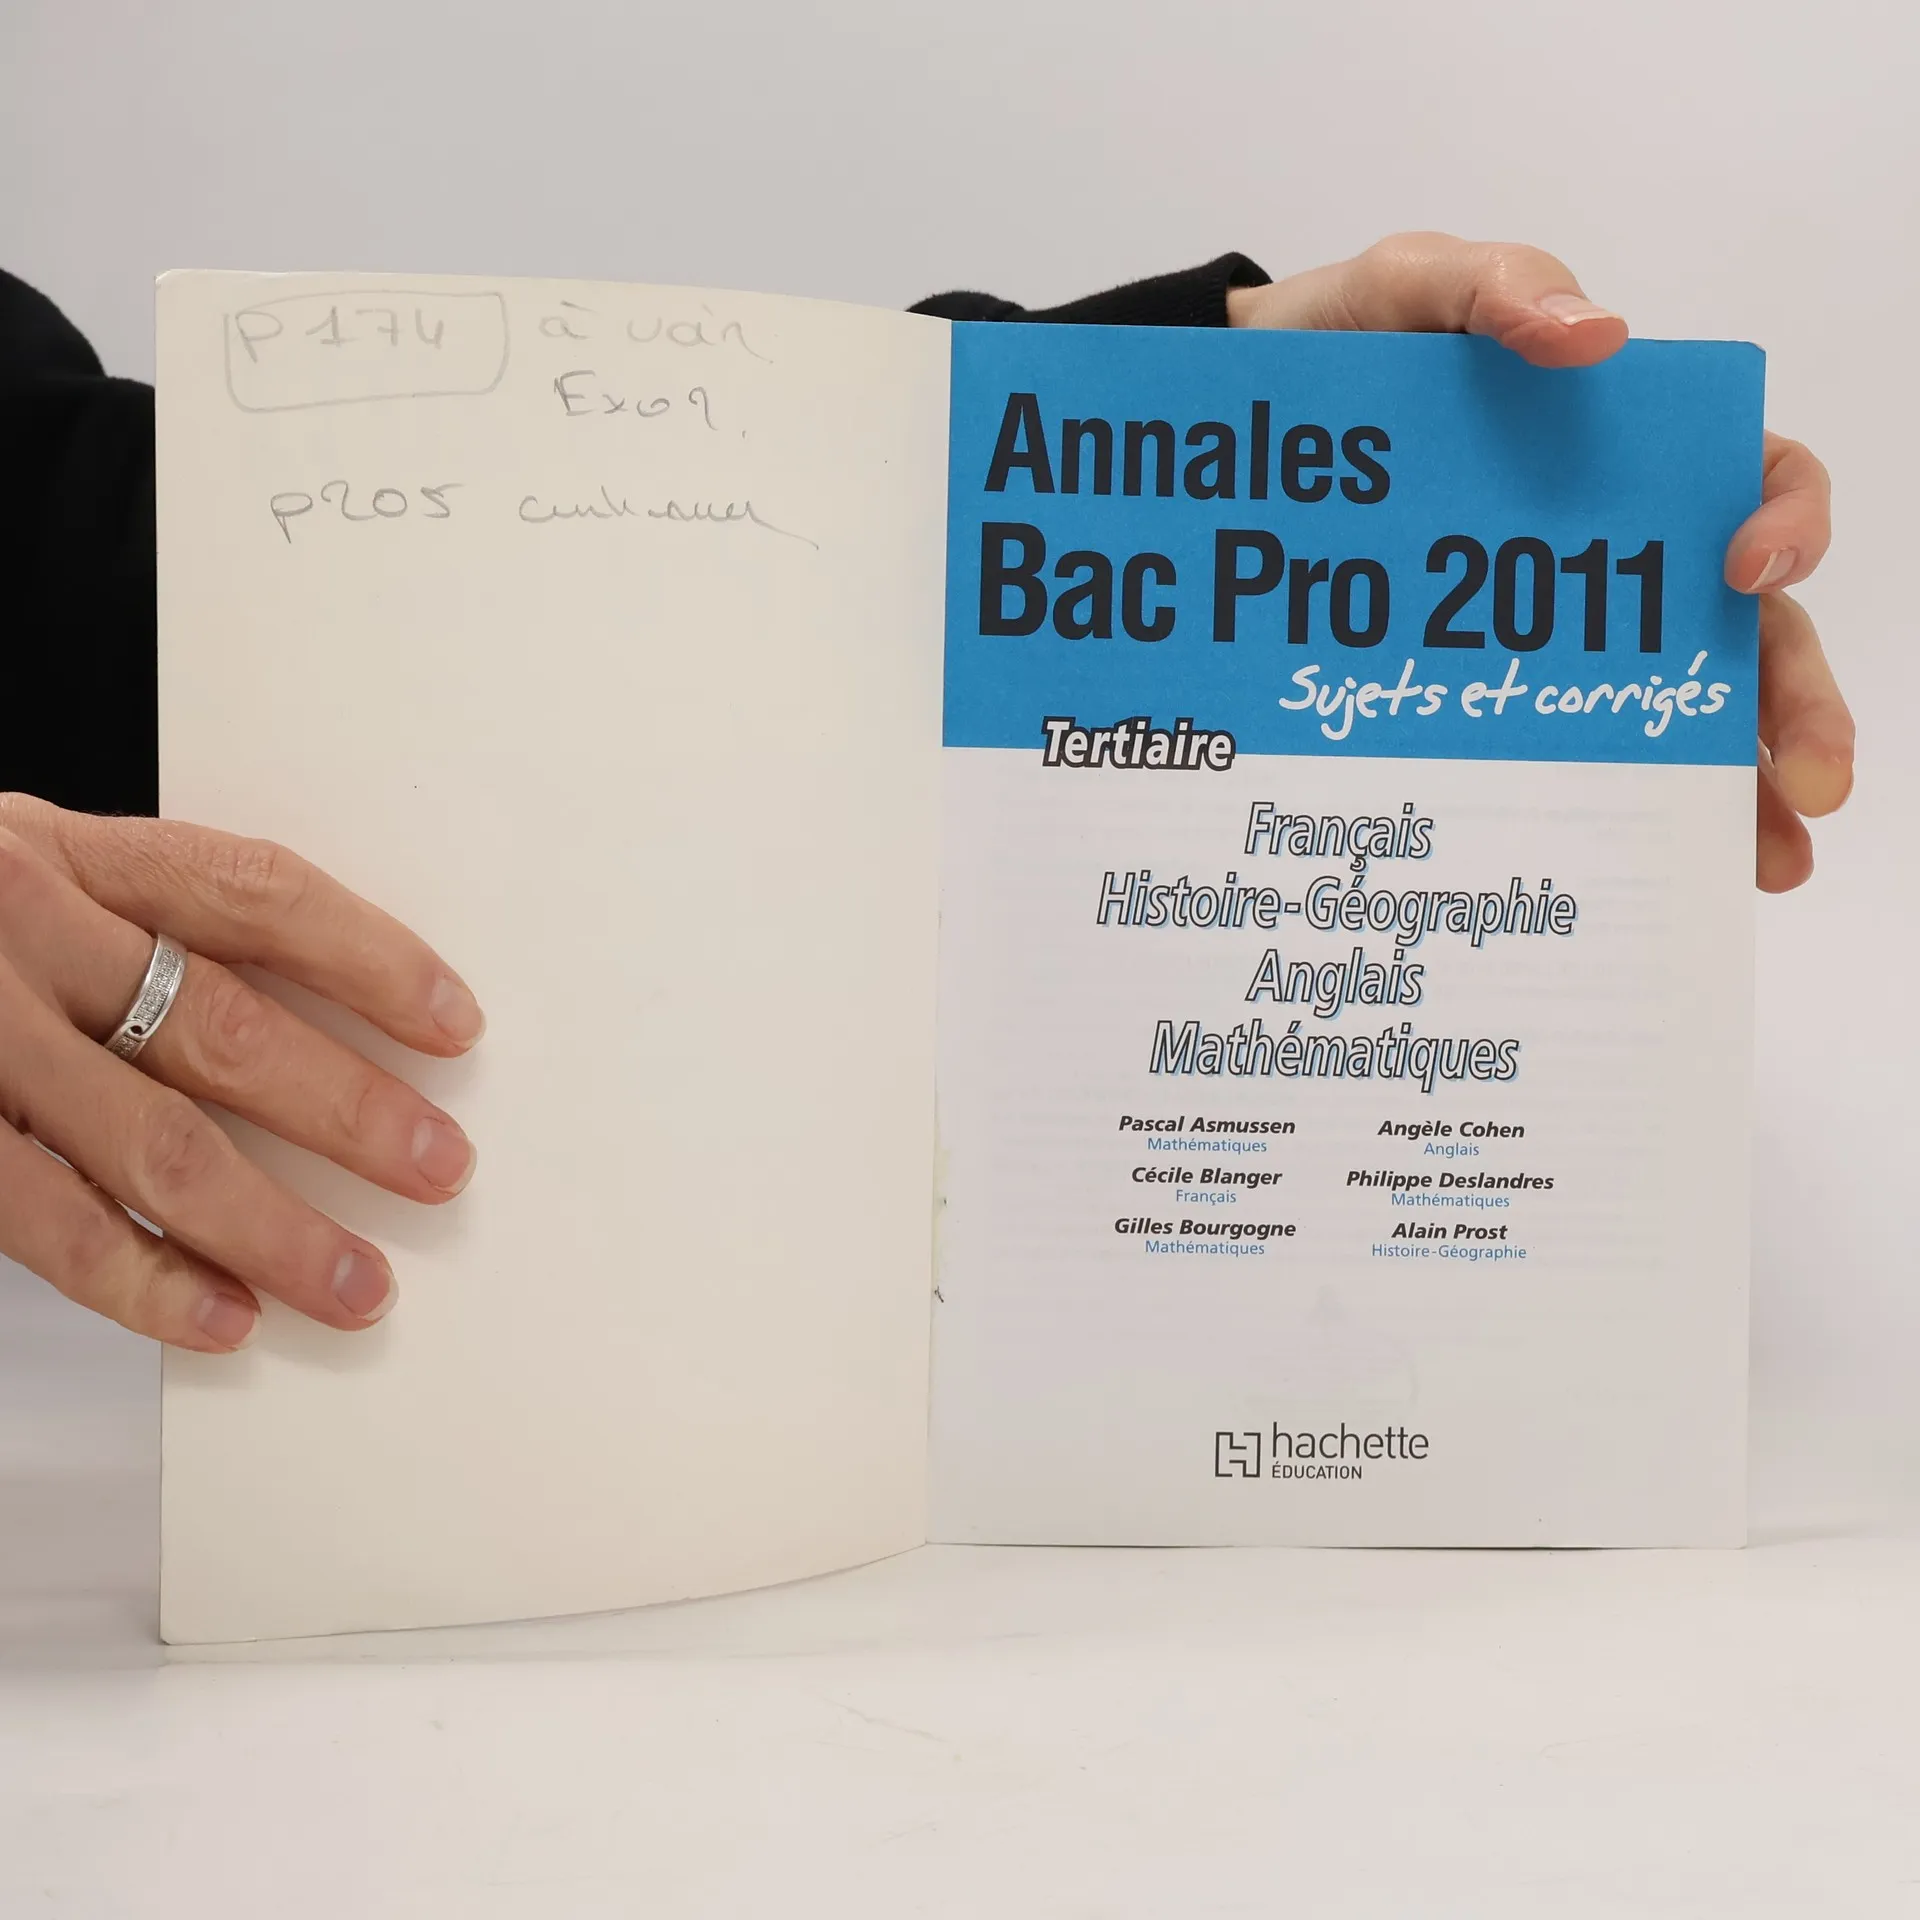 p 174 à voir
Exo 2.
p205
Annales
Bac Pro 2011
Sujets et corrigés
Tertiaire
Français
Histoire-Géographie
Anglais
Mathématiques
Pascal Asmussen
Mathématiques
Angèle Cohen
Anglais
Cécile Blanger
Français
Philippe Deslandres
Mathématiques
Gilles Bourgogne
Mathématiques
Alain Prost
Histoire-Géographie
hachette
ÉDUCATION